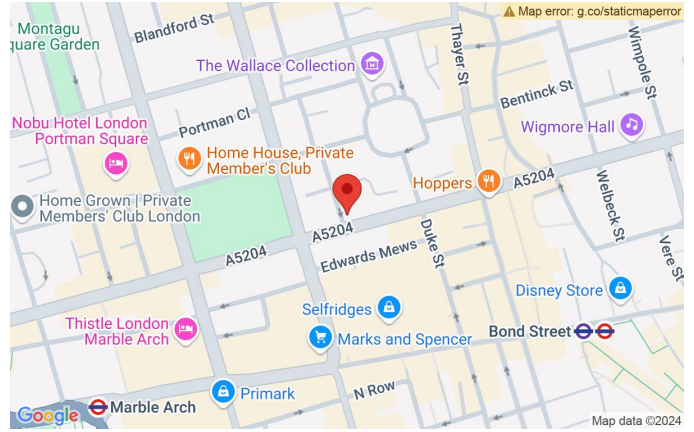 Montagu
quare Garden
Blandford St
Map error: g.co/staticmaperror
The Wallace Collection
Thayer St
Wimpole St
Bentinck St
Portman Cl
Nobu Hotel London
Portman Square
Home House, Private
Member's Club
Wigmore Hall
Hoppers
A5204
Home Grown | Private
Members' Club London
A5204
Welbeck St
A5204
Edwards Mews
Duke St
Vere St
Disney Store
Selfridges
Thistle London
Marble Arch
Marks and Spencer
Bond Street
Primark
N Row
Marble Arch
Google
Map data ©2024